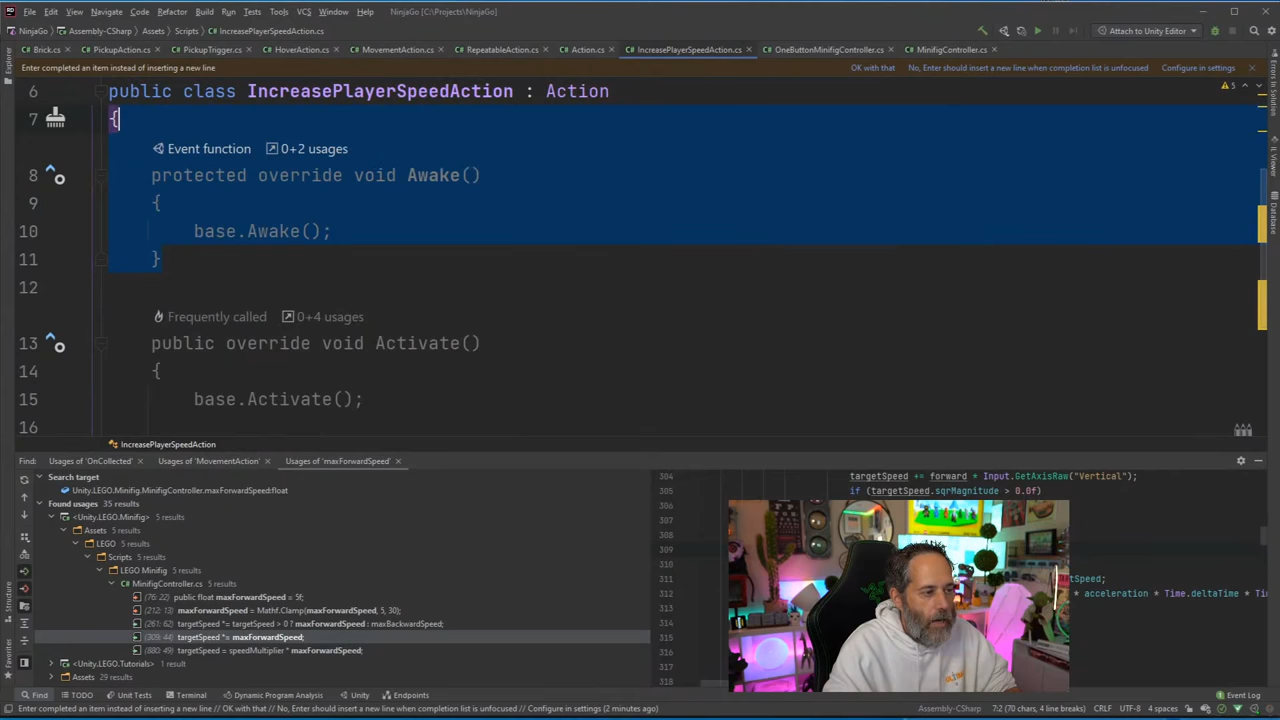 File Edit View Navigate Code Refactor Build Run Tests Tools VCS Window Help NinjaGo [C:\Projects\NinjaGo]
NinjaGo Assembly-CSharp Assets Scripts IncreasePlayerSpeedAction.cs Attach to Unity Editor
Brick.cs PickupAction.cs PickupTrigger.cs HoverAction.cs MovementAction.cs RepeatableAction.cs Action.cs IncreasePlayerSpeedAction.cs OneButtonMinifigController.cs MinifigController.cs
Enter completed an item instead of inserting a new line OK with that No, Enter should insert a new line when completion list is unfocused Configure in settings
Explorer
Errors In Solution
IL Viewer
Database
6 public class IncreasePlayerSpeedAction : Action
5
7 {
Event function 0+2 usages
8 protected override void Awake()
9 {
10 base.Awake();
11 }
12
Frequently called 0+4 usages
13 public override void Activate()
14 {
15 base.Activate();
16
IncreasePlayerSpeedAction
Find: Usages of 'OnCollected' Usages of 'MovementAction' Usages of 'maxForwardSpeed'
Search target
Unity.LEGO.Minifig.MinifigController.maxForwardSpeed:float
Found usages 35 results
<Unity.LEGO.Minifig> 5 results
Assets 5 results
LEGO 5 results
Scripts 5 results
LEGO Minifig 5 results
MinifigController.cs 5 results
(76: 22) public float maxForwardSpeed = 5f;
(212: 13) maxForwardSpeed = Mathf.Clamp(maxForwardSpeed, 5, 30);
(261: 62) targetSpeed *= targetSpeed > 0 ? maxForwardSpeed : maxBackwardSpeed;
(309: 44) targetSpeed *= maxForwardSpeed;
(880: 49) targetSpeed = speedMultiplier * maxForwardSpeed;
<Unity.LEGO.Tutorials> 1 result
Assets 29 results
Structure
Favorites
304 targetSpeed += forward * Input.GetAxisRaw("Vertical");
305 if (targetSpeed.sqrMagnitude > 0.0f)
306
307
308
309
310
311 tSpeed;
312 * acceleration * Time.deltaTime * Tim
313
314
315
316
317
318
Find TODO Unit Tests Terminal Dynamic Program Analysis Unity Endpoints Event Log
Enter completed an item instead of inserting a new line // OK with that // No, Enter should insert a new line when completion list is unfocused // Configure in settings (2 minutes ago) Assembly-CSharp 7:2 (70 chars, 4 line breaks) CRLF UTF-8 4 spaces